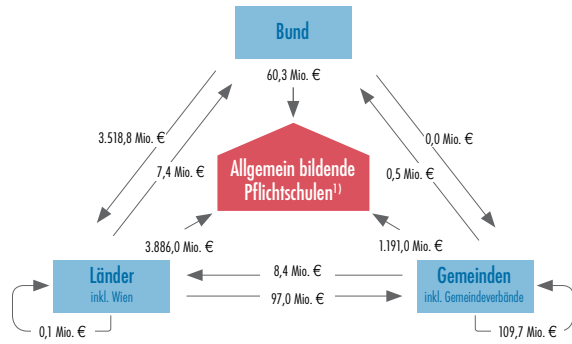 Bund
60,3 Mio. €
3.518,8 Mio. €
0,0 Mio. €
7,4 Mio. €
0,5 Mio. €
Allgemein bildende
Pflichtschulen¹⁾
3.886,0 Mio. €
1.191,0 Mio. €
Länder
inkl. Wien
8,4 Mio. €
97,0 Mio. €
Gemeinden
inkl. Gemeindeverbände
0,1 Mio. €
109,7 Mio. €